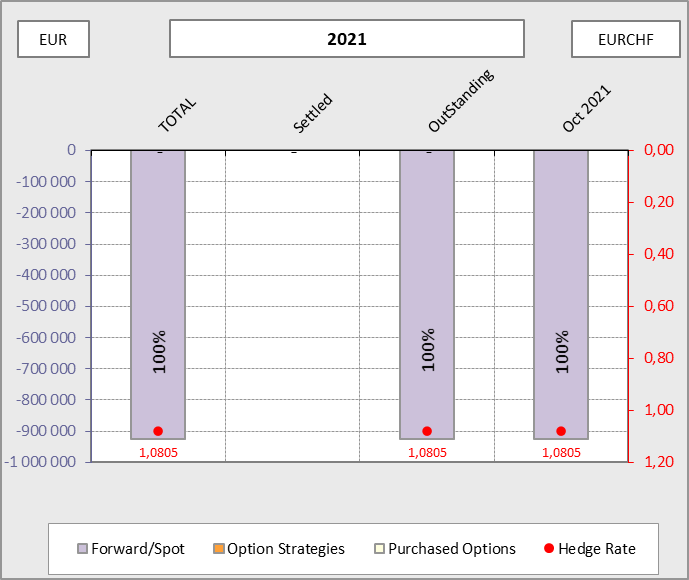 EUR
2021
EURCHF
TOTAL
Settled
OutStanding
Oct 2021
0
-100 000
-200 000
-300 000
-400 000
-500 000
-600 000
-700 000
-800 000
-900 000
-1 000 000
100%
100%
100%
1,0805
1,0805
1,0805
0,00
0,20
0,40
0,60
0,80
1,00
1,20
Forward/Spot
Option Strategies
Purchased Options
Hedge Rate